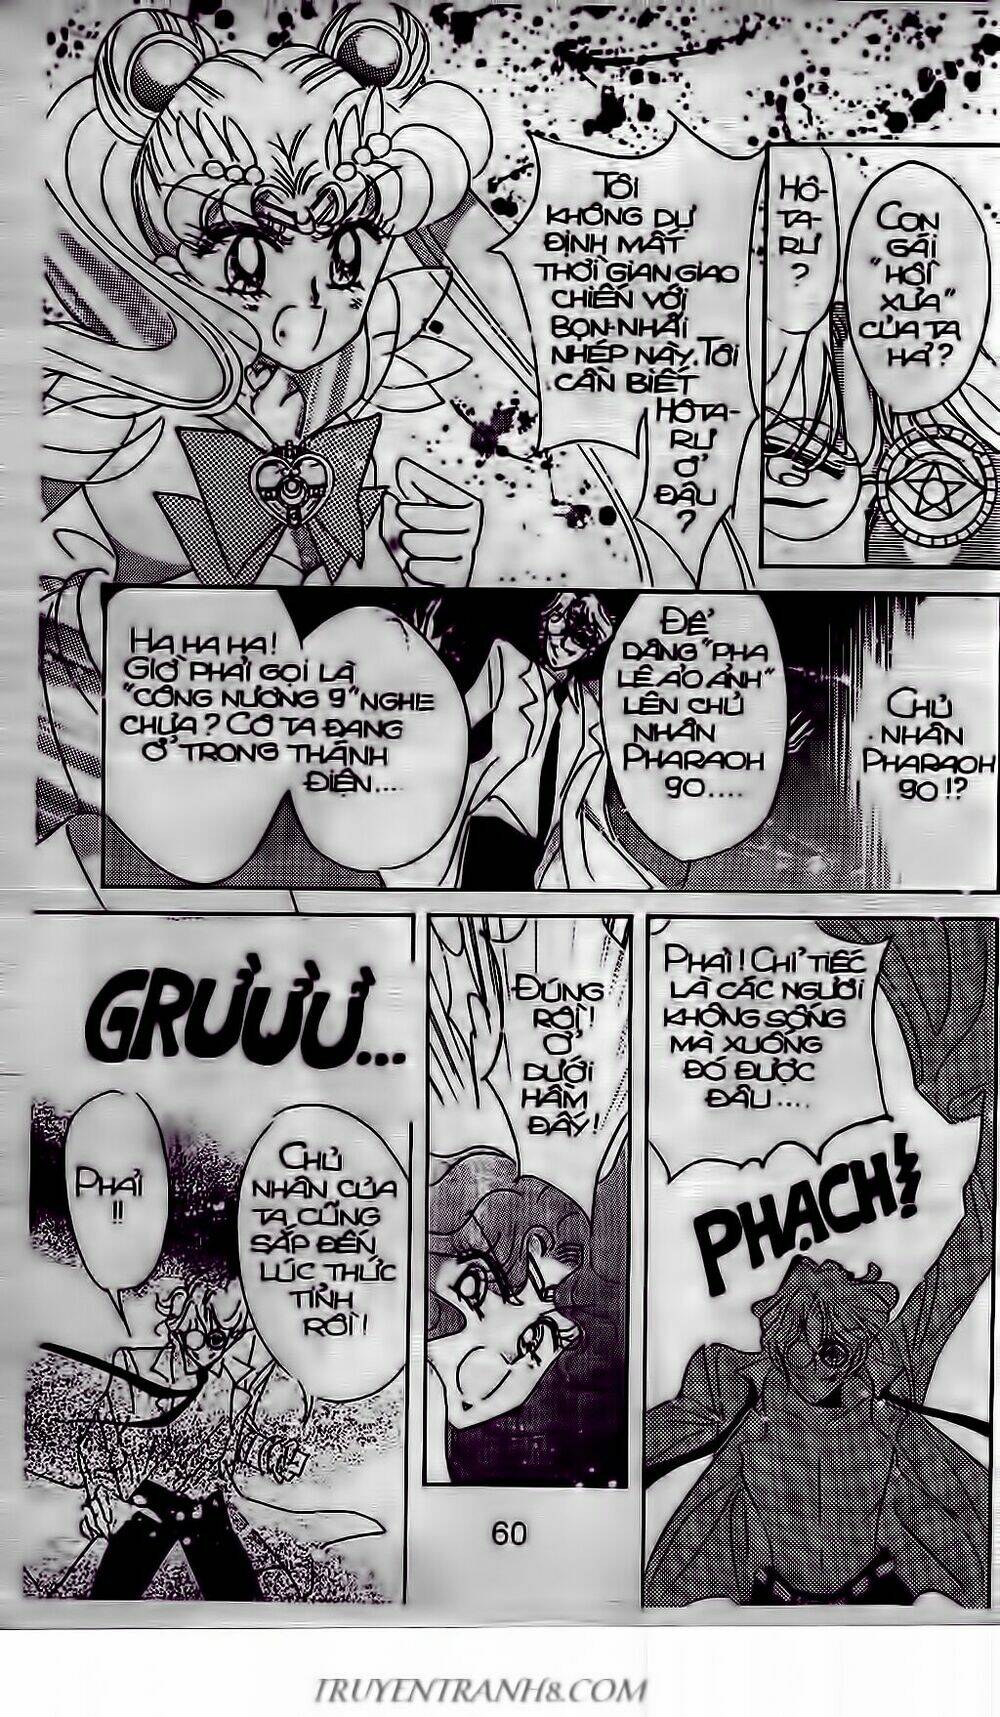 TÔI
KHÔNG DỰ
ĐỊNH MẤT
THỜI GIAN GIAO
CHIẾN VỚI
BỌN NHÃI
NHÉP NÀY. TÔI
CẦN BIẾT
HÔTA-
RƯ
Ở
ĐÂU
?
HÔ-
TA-
RƯ
?
CON
GÁI
"HỒI
XƯA"
CỦA TA
HẢ?
HA HA HA!
GIỜ PHẢI GỌI LÀ
"CÔNG NƯƠNG 9" NGHE
CHƯA? CÔ TA ĐANG
Ở TRONG THÁNH
ĐIỆN....
ĐỂ
DÂNG "PHA
LÊ ẢO ẢNH"
LÊN CHỦ
NHÂN
PHARAOH
90....
CHỦ
NHÂN
PHARAOH
90!?
GRƯƯƯ...
PHẢI
!!
CHỦ
NHÂN CỦA
TA CŨNG
SẮP ĐẾN
LÚC THỨC
TỈNH
RỒI!
ĐÚNG
RỒI!
Ở
DƯỚI
HẦM
ĐẤY!
PHẢI! CHỈ TIẾC
LÀ CÁC NGƯƠI
KHÔNG SỐNG
MÀ XUỐNG
ĐÓ ĐƯỢC
ĐÂU....
PHẠCH!
60
TRUYENTRANH8.COM